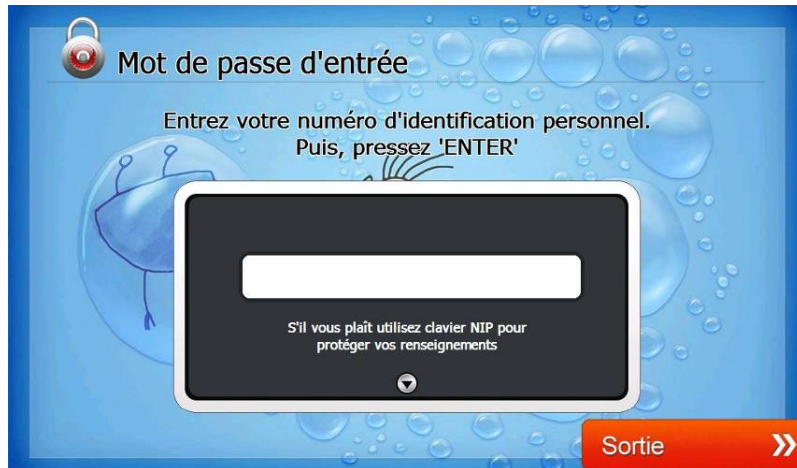 Mot de passe d'entrée
Entrez votre numéro d'identification personnel.
Puis, pressez 'ENTER'
S'il vous plaît utilisez clavier NIP pour
protéger vos renseignements
Sortie